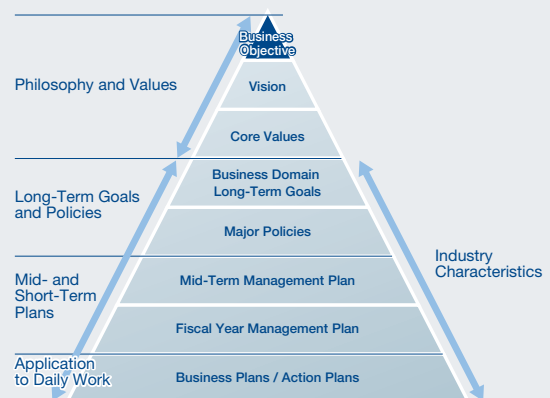 Business
Objective
Philosophy and Values
Vision
Core Values
Business Domain
Long-Term Goals
Long-Term Goals
and Policies
Major Policies
Industry
Characteristics
Mid- and
Short-Term
Plans
Mid-Term Management Plan
Fiscal Year Management Plan
Application
to Daily Work
Business Plans / Action Plans